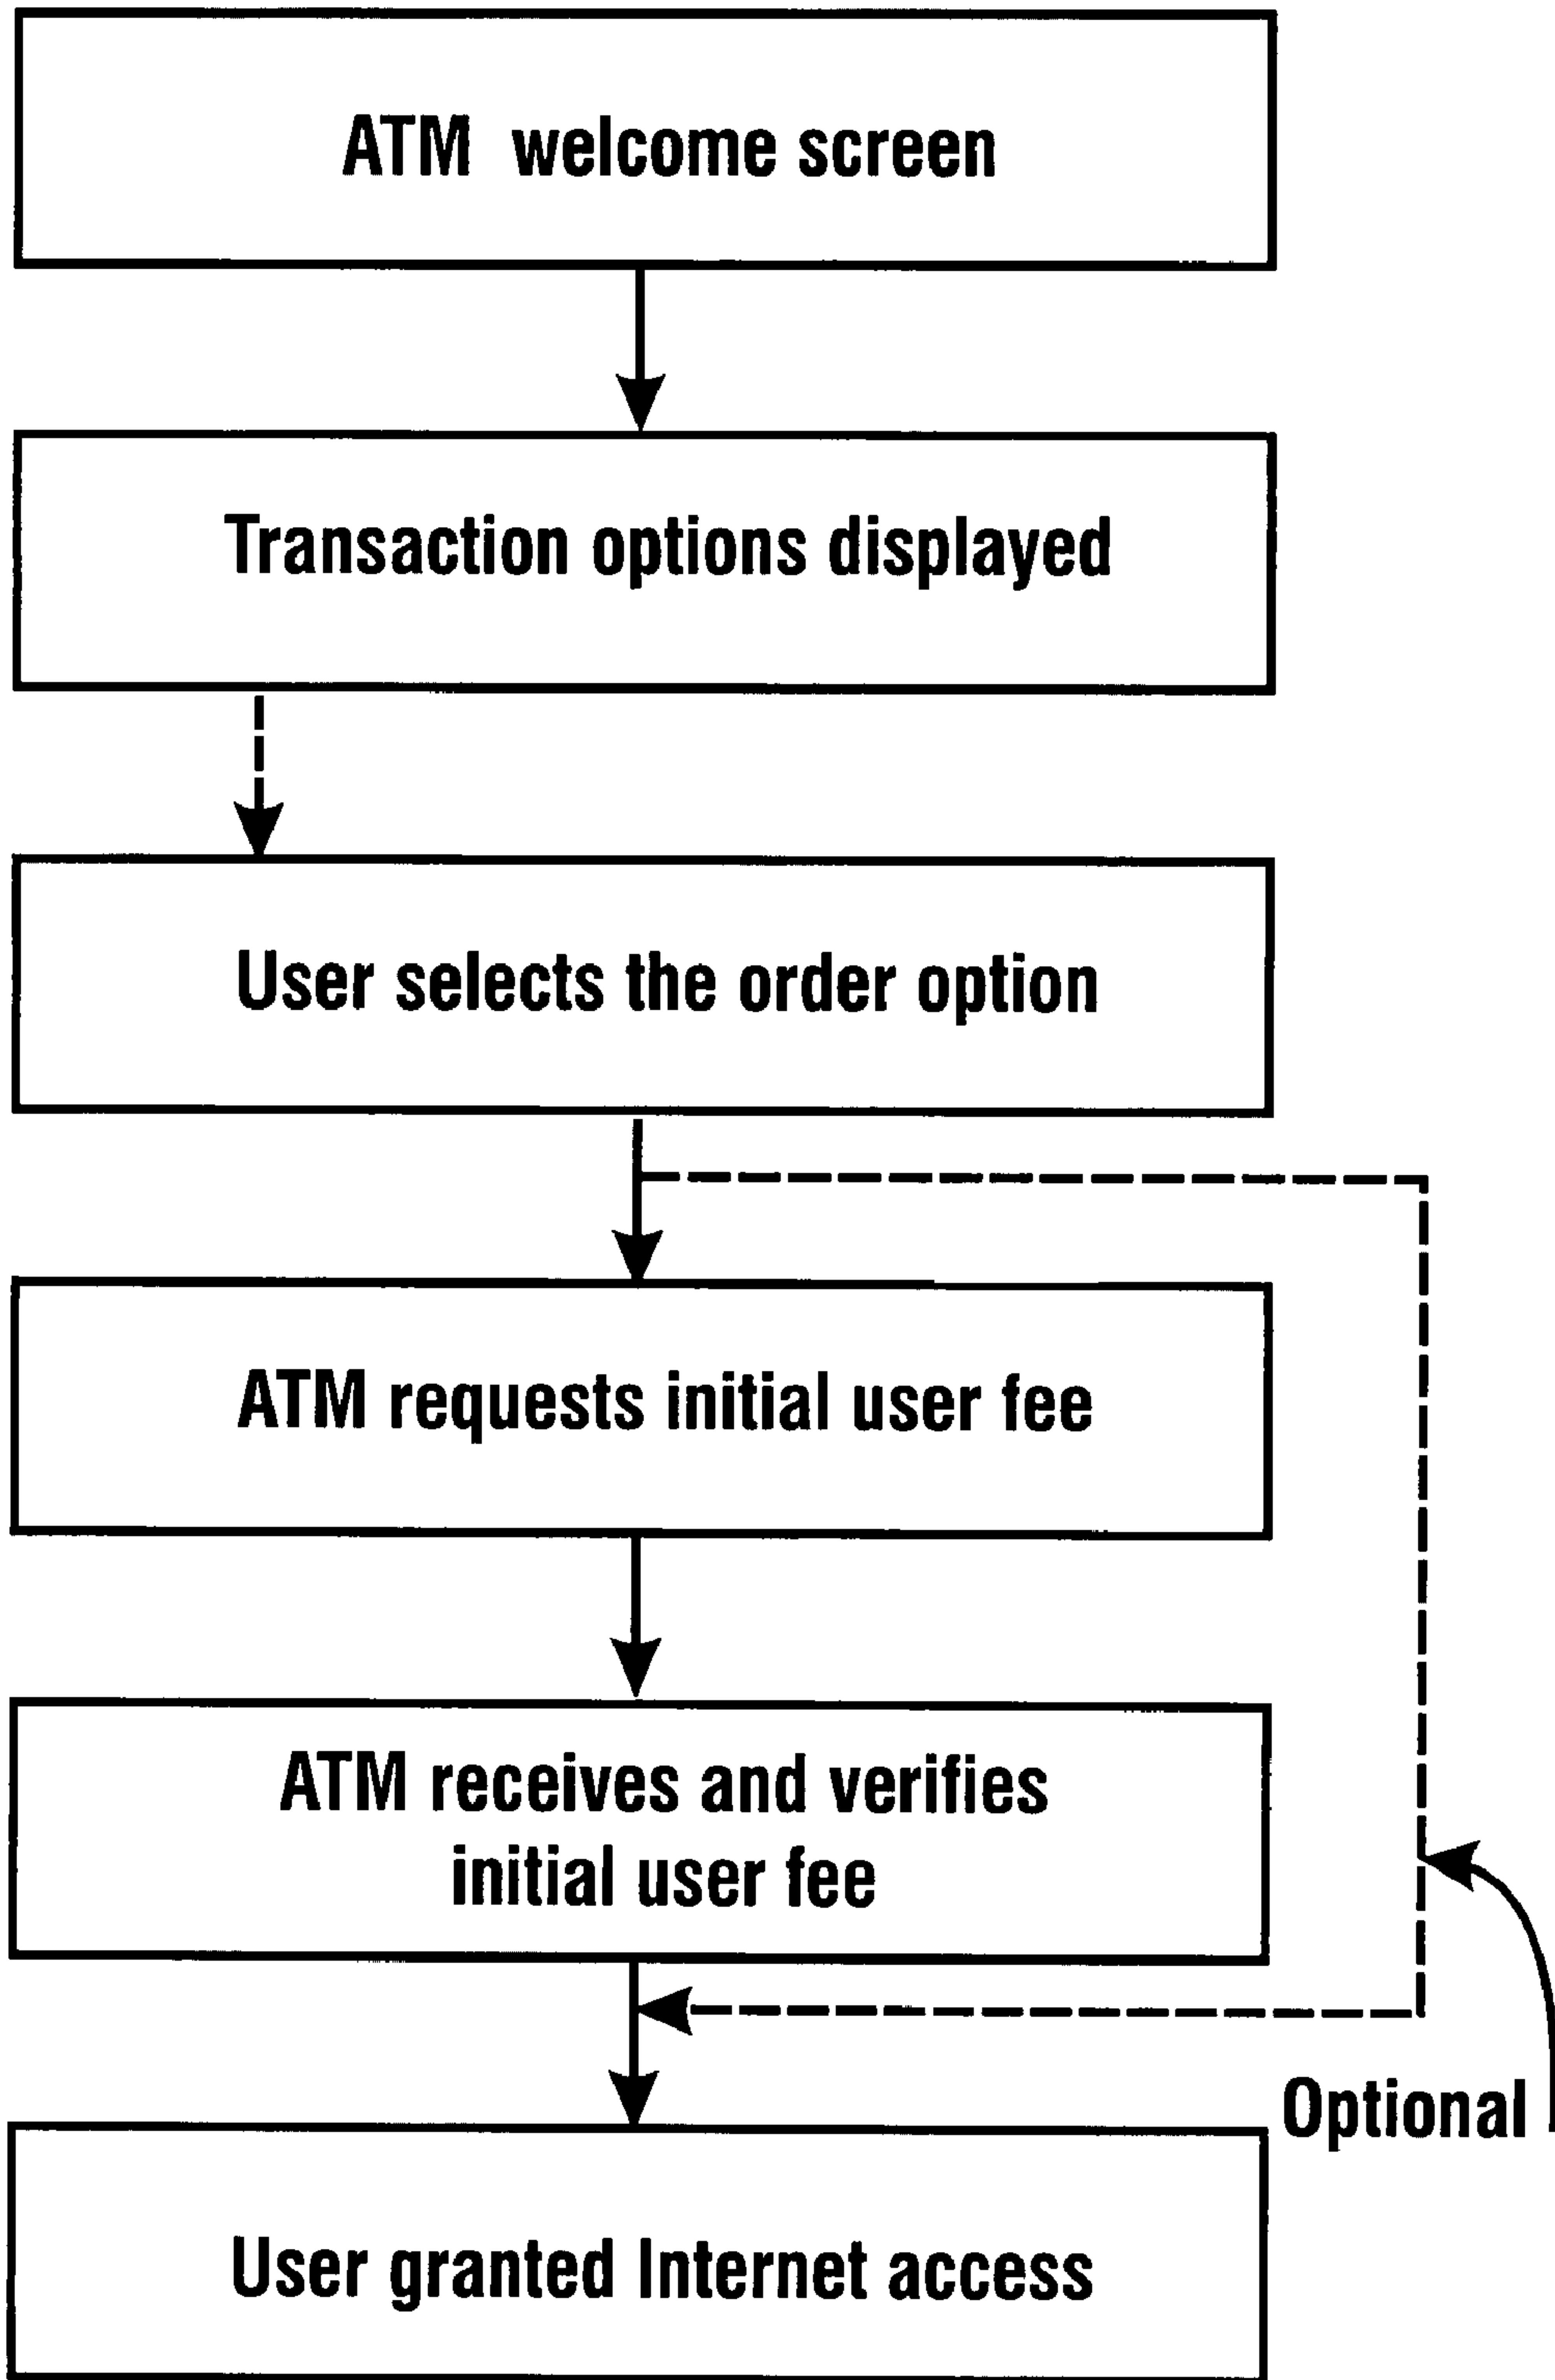 ATM welcome screen
Transaction options displayed
User selects the order option
ATM requests initial user fee
ATM receives and verifies
initial user fee
Optional
User granted Internet access